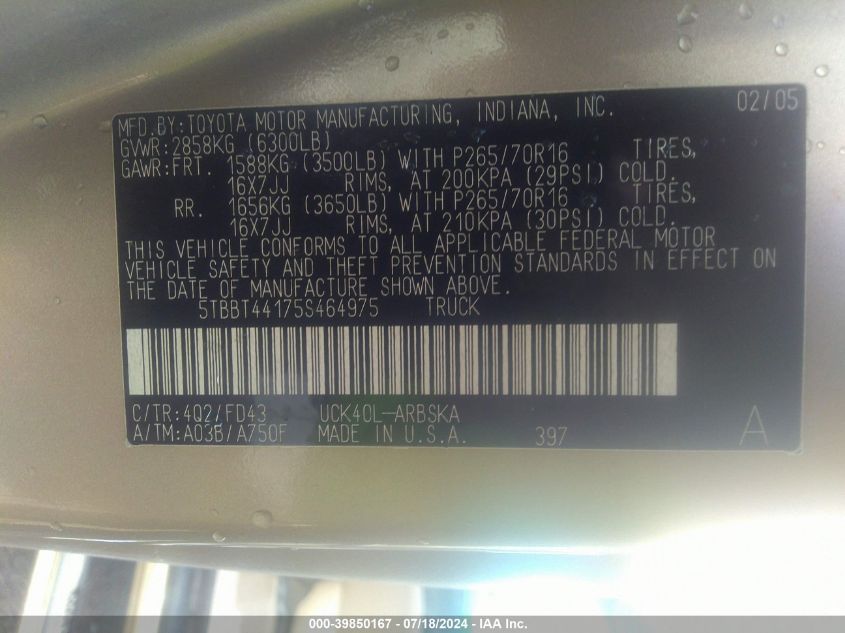 MFD.BY:TOYOTA MOTOR MANUFACTURING, INDIANA, INC. 02/05
GVWR:2858KG (6300LB)
GAWR:FRT. 1588KG (3500LB) WITH P265/70R16 TIRES,
16X7JJ RIMS, AT 200KPA (29PSI) COLD.
RR. 1656KG (3650LB) WITH P265/70R16 TIRES,
16X7JJ RIMS, AT 210KPA (30PSI) COLD.
THIS VEHICLE CONFORMS TO ALL APPLICABLE FEDERAL MOTOR
VEHICLE SAFETY AND THEFT PREVENTION STANDARDS IN EFFECT ON
THE DATE OF MANUFACTURE SHOWN ABOVE.
5TBBT44175S464975 TRUCK
C/TR:4Q2/FD43 UCK40L-ARBSKA
A/TM:A03B/A750F MADE IN U.S.A. 397 A
000-39850167 - 07/18/2024 - IAA Inc.